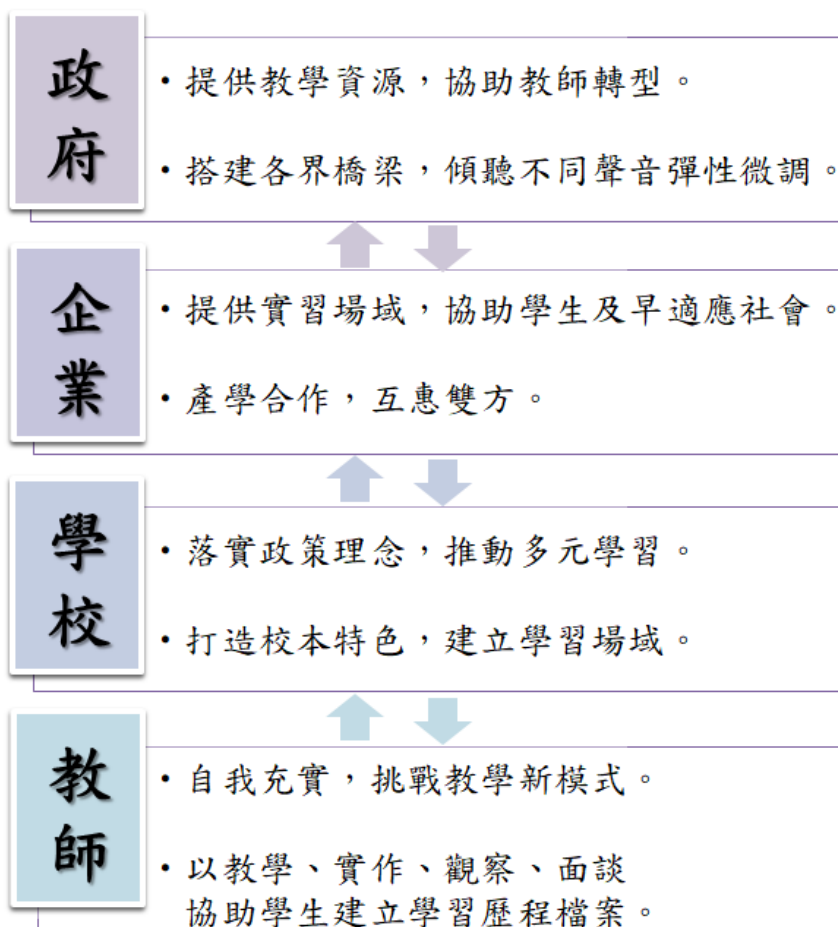 政府
• 提供教學資源，協助教師轉型。
• 搭建各界橋梁，傾聽不同聲音彈性微調。
企業
• 提供實習場域，協助學生及早適應社會。
• 產學合作，互惠雙方。
學校
• 落實政策理念，推動多元學習。
• 打造校本特色，建立學習場域。
教師
• 自我充實，挑戰教學新模式。
• 以教學、實作、觀察、面談
協助學生建立學習歷程檔案。